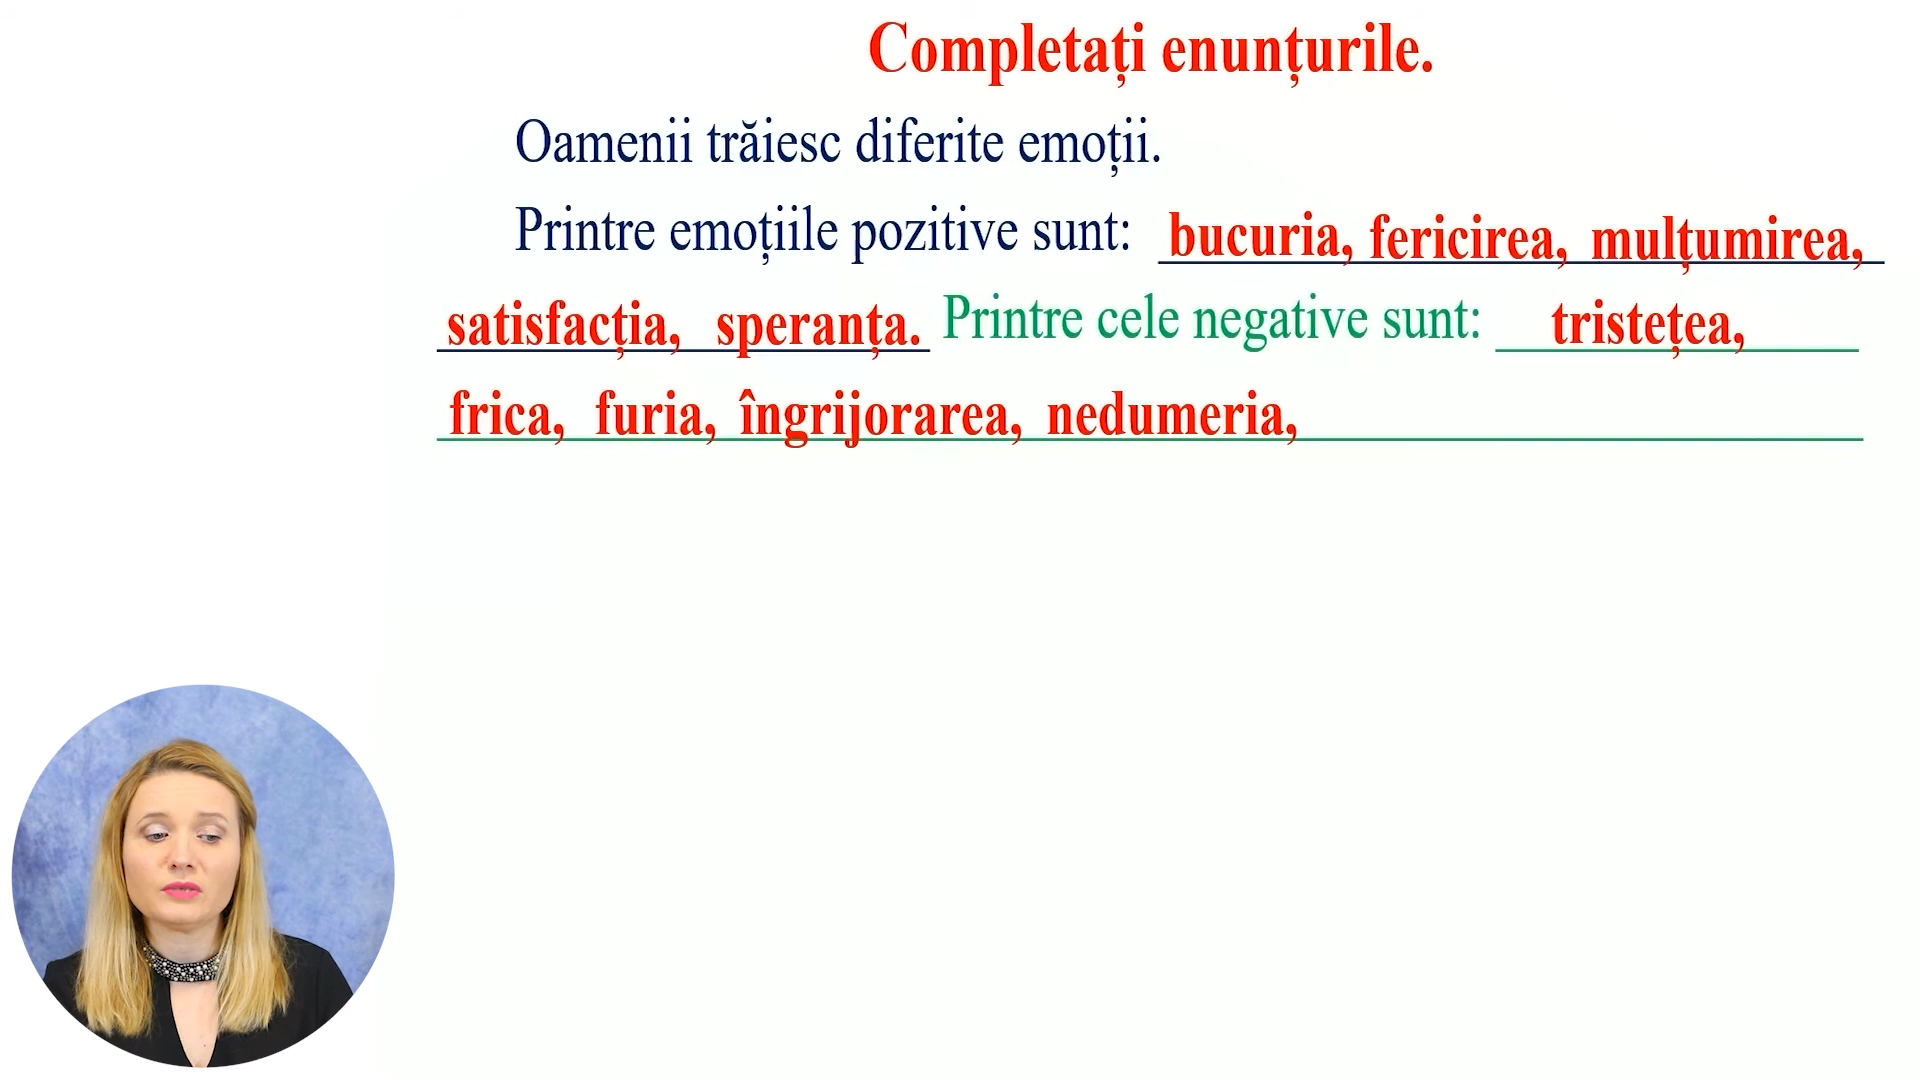 Completați enunțurile.
Oamenii trăiesc diferite emoții.
Printre emoțiile pozitive sunt: bucuria, fericirea, mulțumirea,
satisfacția, speranța. Printre cele negative sunt: tristețea,
frica, furia, îngrijorarea, nedumeria,